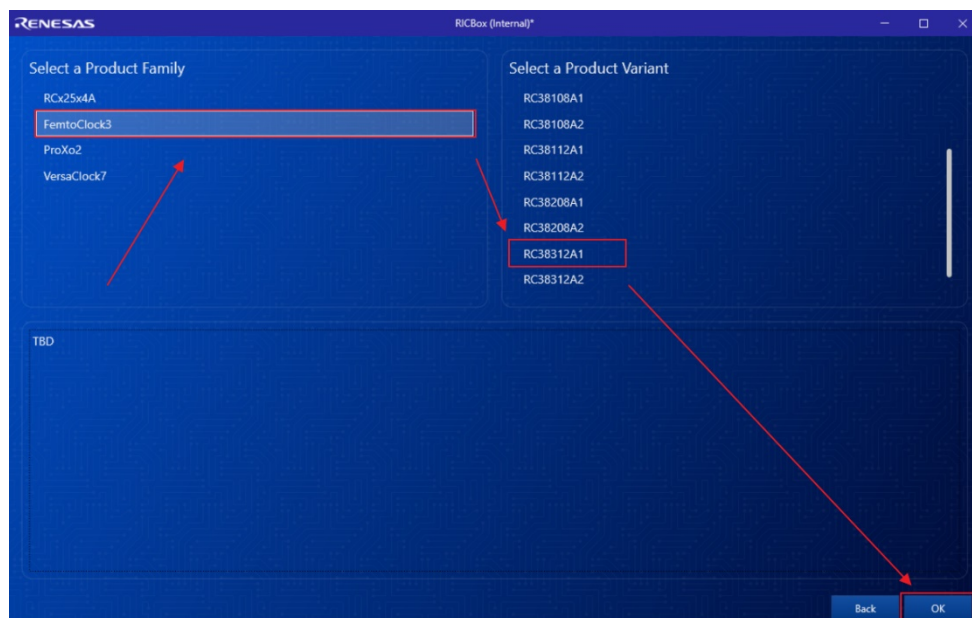 RENESAS
RICBox (Internal)*
Select a Product Family
RCx25x4A
FemtoClock3
ProXo2
VersaClock7
Select a Product Variant
RC38108A1
RC38108A2
RC38112A1
RC38112A2
RC38208A1
RC38208A2
RC38312A1
RC38312A2
TBD
Back
OK